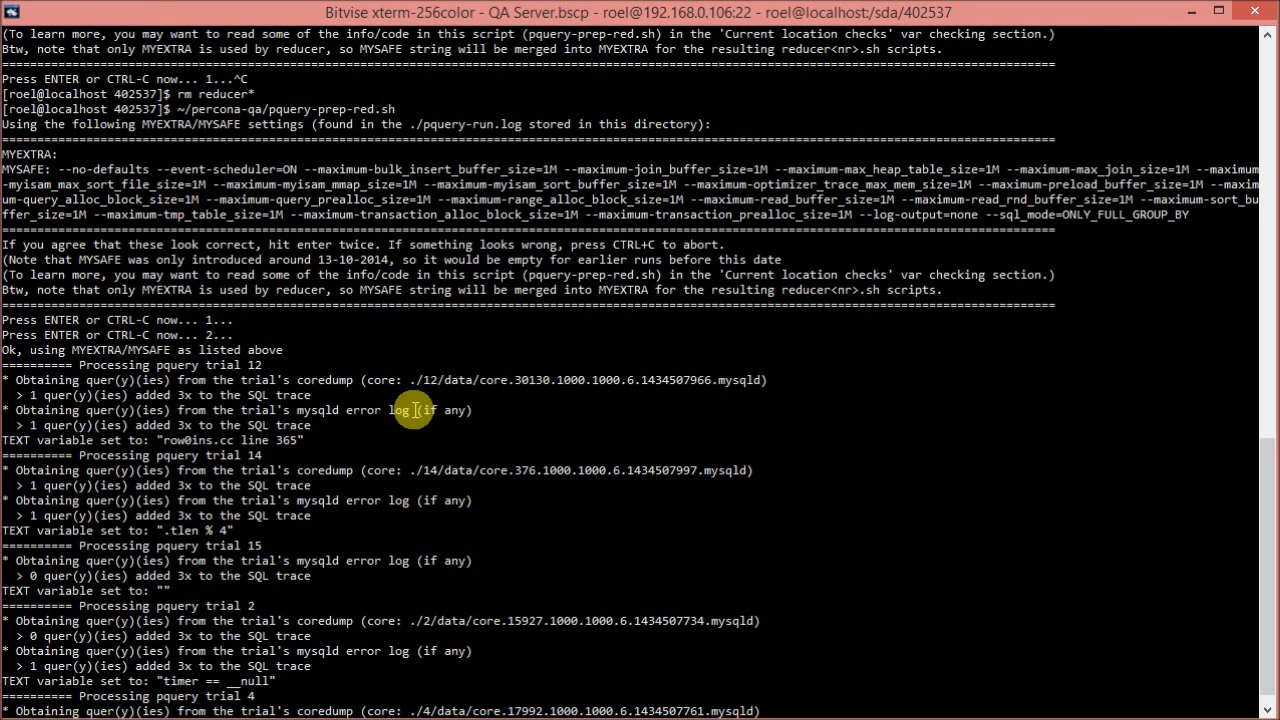 Bitvise xterm-256color - QA Server.bscp - roel@192.168.0.106:22 - roel@localhost:/sda/402537
(To learn more, you may want to read some of the info/code in this script (pquery-prep-red.sh) in the 'Current location checks' var checking section.)
Btw, note that only MYEXTRA is used by reducer, so MYSAFE string will be merged into MYEXTRA for the resulting reducer<nr>.sh scripts.
================================================================================================================================================
Press ENTER or CTRL-C now... 1...^C
[roel@localhost 402537]$ rm reducer*
[roel@localhost 402537]$ ~/percona-qa/pquery-prep-red.sh
Using the following MYEXTRA/MYSAFE settings (found in the ./pquery-run.log stored in this directory):
================================================================================================================================================
MYEXTRA:
MYSAFE: --no-defaults --event-scheduler=ON --maximum-bulk_insert_buffer_size=1M --maximum-join_buffer_size=1M --maximum-max_heap_table_size=1M --maximum-max_join_size=1M --maximum
-myisam_max_sort_file_size=1M --maximum-myisam_mmap_size=1M --maximum-myisam_sort_buffer_size=1M --maximum-optimizer_trace_max_mem_size=1M --maximum-preload_buffer_size=1M --maxim
um-query_alloc_block_size=1M --maximum-query_prealloc_size=1M --maximum-range_alloc_block_size=1M --maximum-read_buffer_size=1M --maximum-read_rnd_buffer_size=1M --maximum-sort_bu
ffer_size=1M --maximum-tmp_table_size=1M --maximum-transaction_alloc_block_size=1M --maximum-transaction_prealloc_size=1M --log-output=none --sql_mode=ONLY_FULL_GROUP_BY
================================================================================================================================================
If you agree that these look correct, hit enter twice. If something looks wrong, press CTRL+C to abort.
(Note that MYSAFE was only introduced around 13-10-2014, so it would be empty for earlier runs before this date
(To learn more, you may want to read some of the info/code in this script (pquery-prep-red.sh) in the 'Current location checks' var checking section.)
Btw, note that only MYEXTRA is used by reducer, so MYSAFE string will be merged into MYEXTRA for the resulting reducer<nr>.sh scripts.
================================================================================================================================================
Press ENTER or CTRL-C now... 1...
Press ENTER or CTRL-C now... 2...
Ok, using MYEXTRA/MYSAFE as listed above
========== Processing pquery trial 12
* Obtaining quer(y)(ies) from the trial's coredump (core: ./12/data/core.30130.1000.1000.6.1434507966.mysqld)
  > 1 quer(y)(ies) added 3x to the SQL trace
* Obtaining quer(y)(ies) from the trial's mysqld error log (if any)
  > 1 quer(y)(ies) added 3x to the SQL trace
TEXT variable set to: "row0ins.cc line 365"
========== Processing pquery trial 14
* Obtaining quer(y)(ies) from the trial's coredump (core: ./14/data/core.376.1000.1000.6.1434507997.mysqld)
  > 1 quer(y)(ies) added 3x to the SQL trace
* Obtaining quer(y)(ies) from the trial's mysqld error log (if any)
  > 1 quer(y)(ies) added 3x to the SQL trace
TEXT variable set to: ".tlen % 4"
========== Processing pquery trial 15
* Obtaining quer(y)(ies) from the trial's mysqld error log (if any)
  > 0 quer(y)(ies) added 3x to the SQL trace
TEXT variable set to: ""
========== Processing pquery trial 2
* Obtaining quer(y)(ies) from the trial's coredump (core: ./2/data/core.15927.1000.1000.6.1434507734.mysqld)
  > 0 quer(y)(ies) added 3x to the SQL trace
* Obtaining quer(y)(ies) from the trial's mysqld error log (if any)
  > 1 quer(y)(ies) added 3x to the SQL trace
TEXT variable set to: "timer == __null"
========== Processing pquery trial 4
* Obtaining quer(y)(ies) from the trial's coredump (core: ./4/data/core.17992.1000.1000.6.1434507761.mysqld)